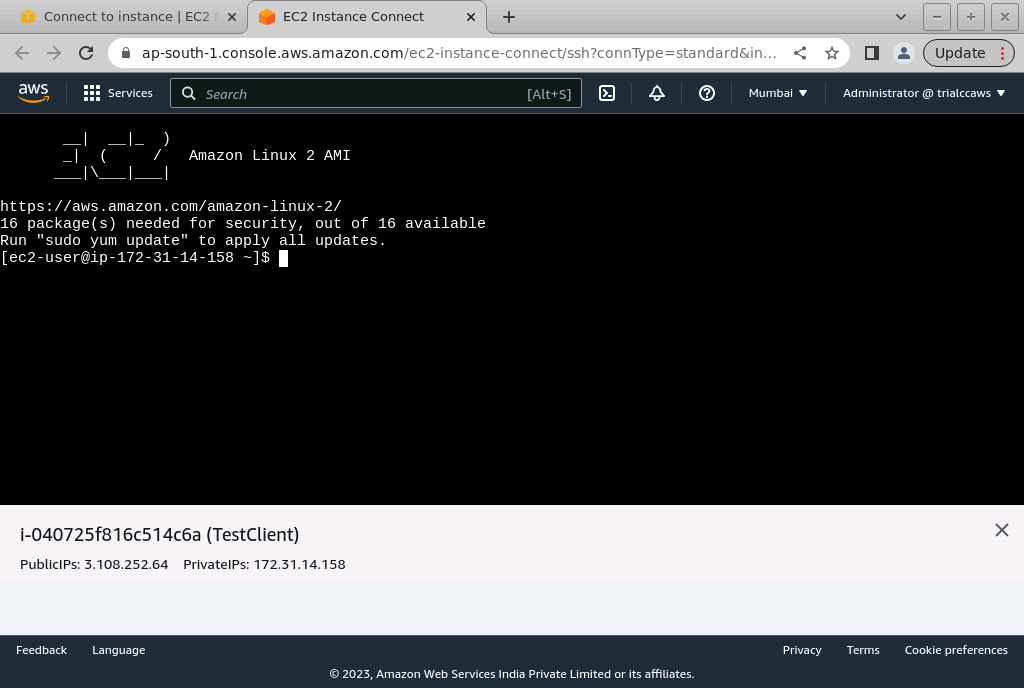 Connect to instance | EC2
EC2 Instance Connect
ap-south-1.console.aws.amazon.com/ec2-instance-connect/ssh?connType=standard&in...
Update
aws
Services
Search
[Alt+S]
Mumbai
Administrator @ trialccaws
__|  __|_  )
_|  (     /   Amazon Linux 2 AMI
___|\___|___|
https://aws.amazon.com/amazon-linux-2/
16 package(s) needed for security, out of 16 available
Run "sudo yum update" to apply all updates.
[ec2-user@ip-172-31-14-158 ~]$
i-040725f816c514c6a (TestClient)
PublicIPs: 3.108.252.64 PrivateIPs: 172.31.14.158
Feedback Language Privacy Terms Cookie preferences
© 2023, Amazon Web Services India Private Limited or its affiliates.